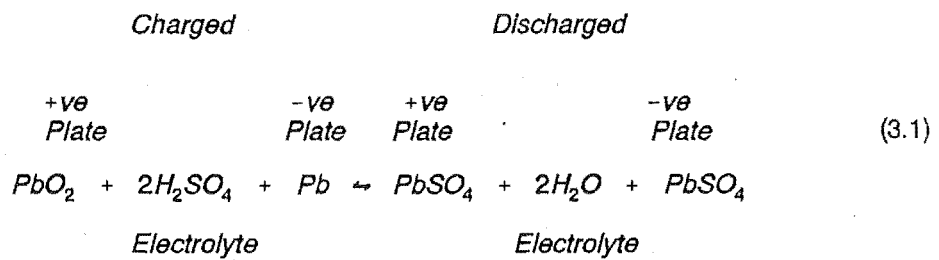 Charged Discharged
+ve -ve +ve -ve
Plate Plate Plate Plate (3.1)
PbO₂ + 2H₂SO₄ + Pb ⇋ PbSO₄ + 2H₂O + PbSO₄
Electrolyte Electrolyte